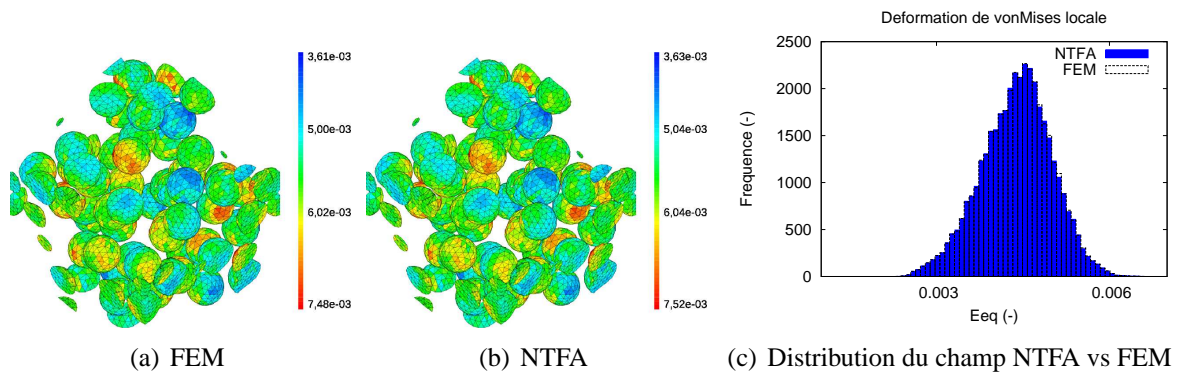 3,61e-03
5,00e-03
6,02e-03
7,48e-03
(a) FEM
3,63e-03
5,04e-03
6,04e-03
7,52e-03
(b) NTFA
Deformation de vonMises locale
NTFA
FEM
Frequence (-)
2500
2000
1500
1000
500
0
0.003
0.006
Eeq (-)
(c) Distribution du champ NTFA vs FEM